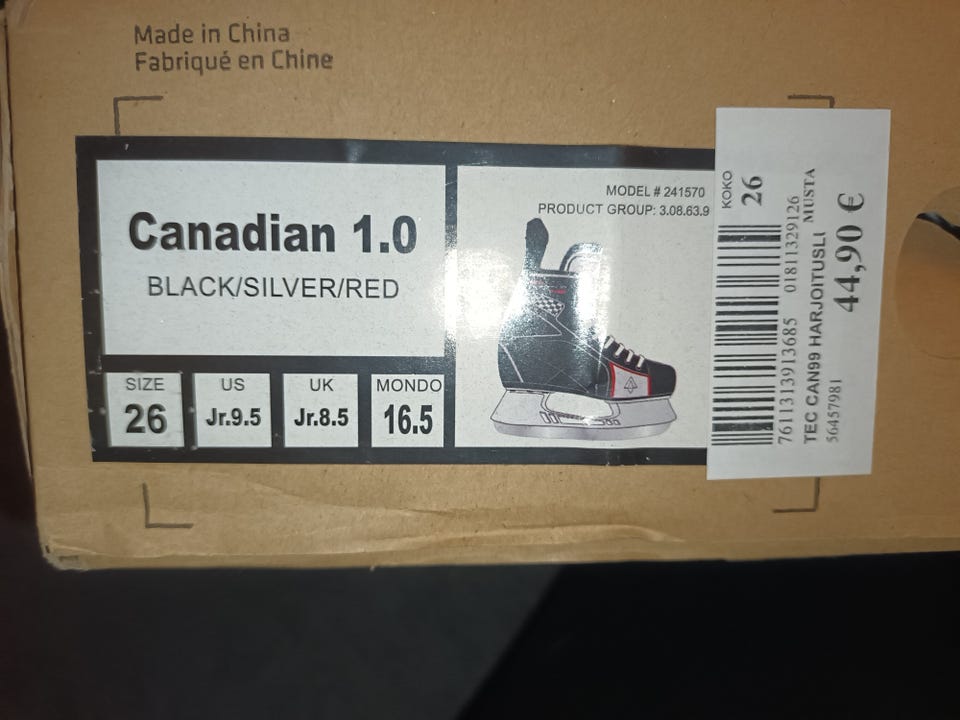 Made in China
Fabriqué en Chine
Canadian 1.0
BLACK/SILVER/RED
SIZE
26
US
Jr.9.5
UK
Jr.8.5
MONDO
16.5
MODEL # 241570
PRODUCT GROUP: 3.08.63.9
KOKO
26
7611313913685 01811329126
TEC CAN99 HARJOITUSLI MUSTA
56457981
44,90 €